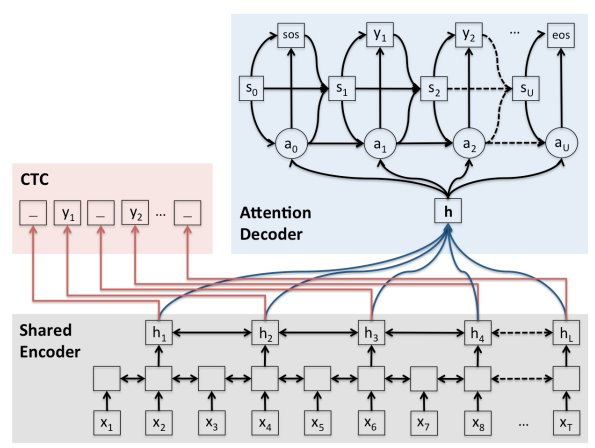 sos y1 y2 ... eos
s0 s1 s2 sU
a0 a1 a2 aU
CTC
_ y1 _ y2 ... _
h
Attention
Decoder
Shared
Encoder
h1 h2 h3 h4 hL
x1 x2 x3 x4 x5 x6 x7 x8 ... xT